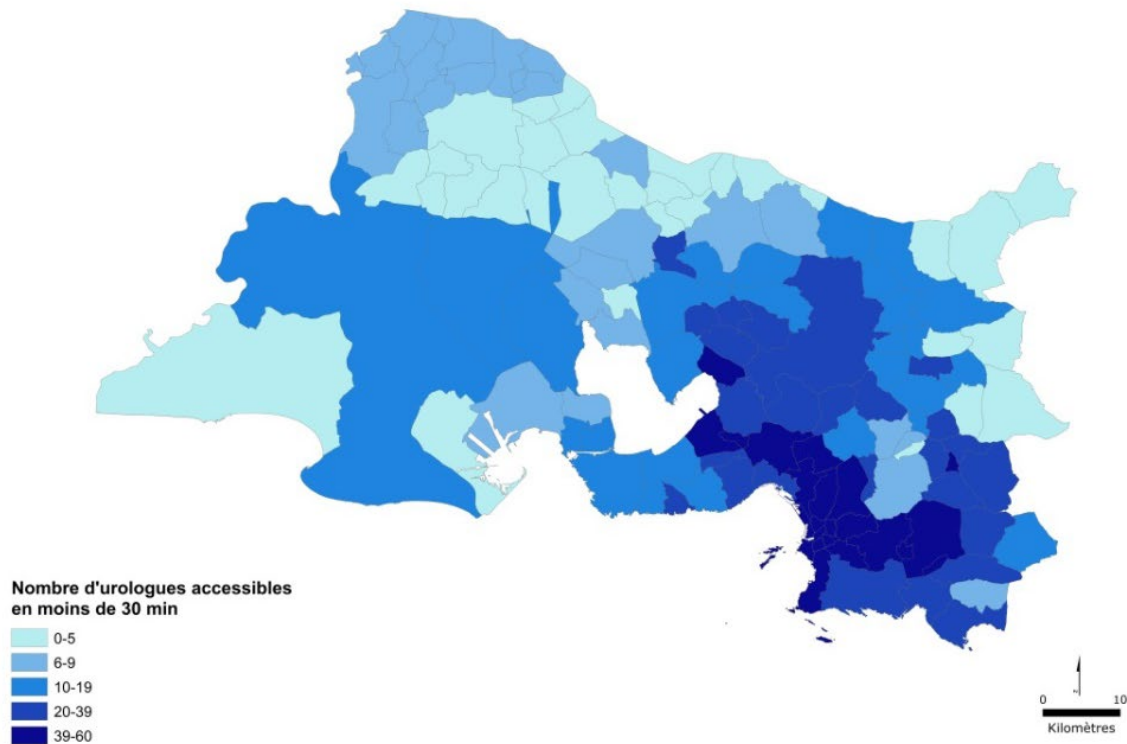 Nombre d'urologues accessibles
en moins de 30 min
0-5
6-9
10-19
20-39
39-60
0 10
Kilomètres